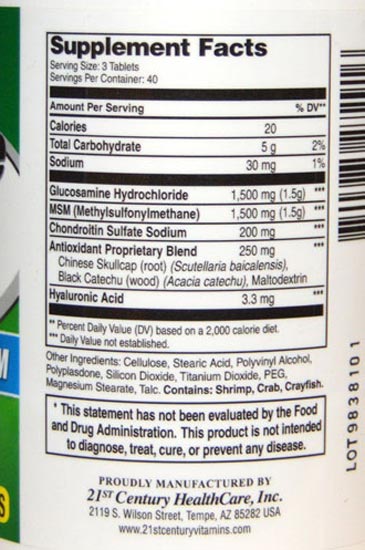 Supplement Facts
Serving Size: 3 Tablets
Servings Per Container: 40
Amount Per Serving % DV**
Calories 20
Total Carbohydrate 5 g 2%
Sodium 30 mg 1%
Glucosamine Hydrochloride 1,500 mg (1.5g) ***
MSM (Methylsulfonylmethane) 1,500 mg (1.5g) ***
Chondroitin Sulfate Sodium 200 mg ***
Antioxidant Proprietary Blend 250 mg ***
Chinese Skullcap (root) (Scutellaria baicalensis),
Black Catechu (wood) (Acacia catechu), Maltodextrin
Hyaluronic Acid 3.3 mg ***
** Percent Daily Value (DV) based on a 2,000 calorie diet.
*** Daily Value not established.
Other Ingredients: Cellulose, Stearic Acid, Polyvinyl Alcohol,
Polyplasdone, Silicon Dioxide, Titanium Dioxide, PEG,
Magnesium Stearate, Talc. Contains: Shrimp, Crab, Crayfish.
* This statement has not been evaluated by the Food
and Drug Administration. This product is not intended
to diagnose, treat, cure, or prevent any disease.
PROUDLY MANUFACTURED BY
21ST Century HealthCare, Inc.
2119 S. Wilson Street, Tempe, AZ 85282 USA
www.21stcenturyvitamins.com
LOT9838101